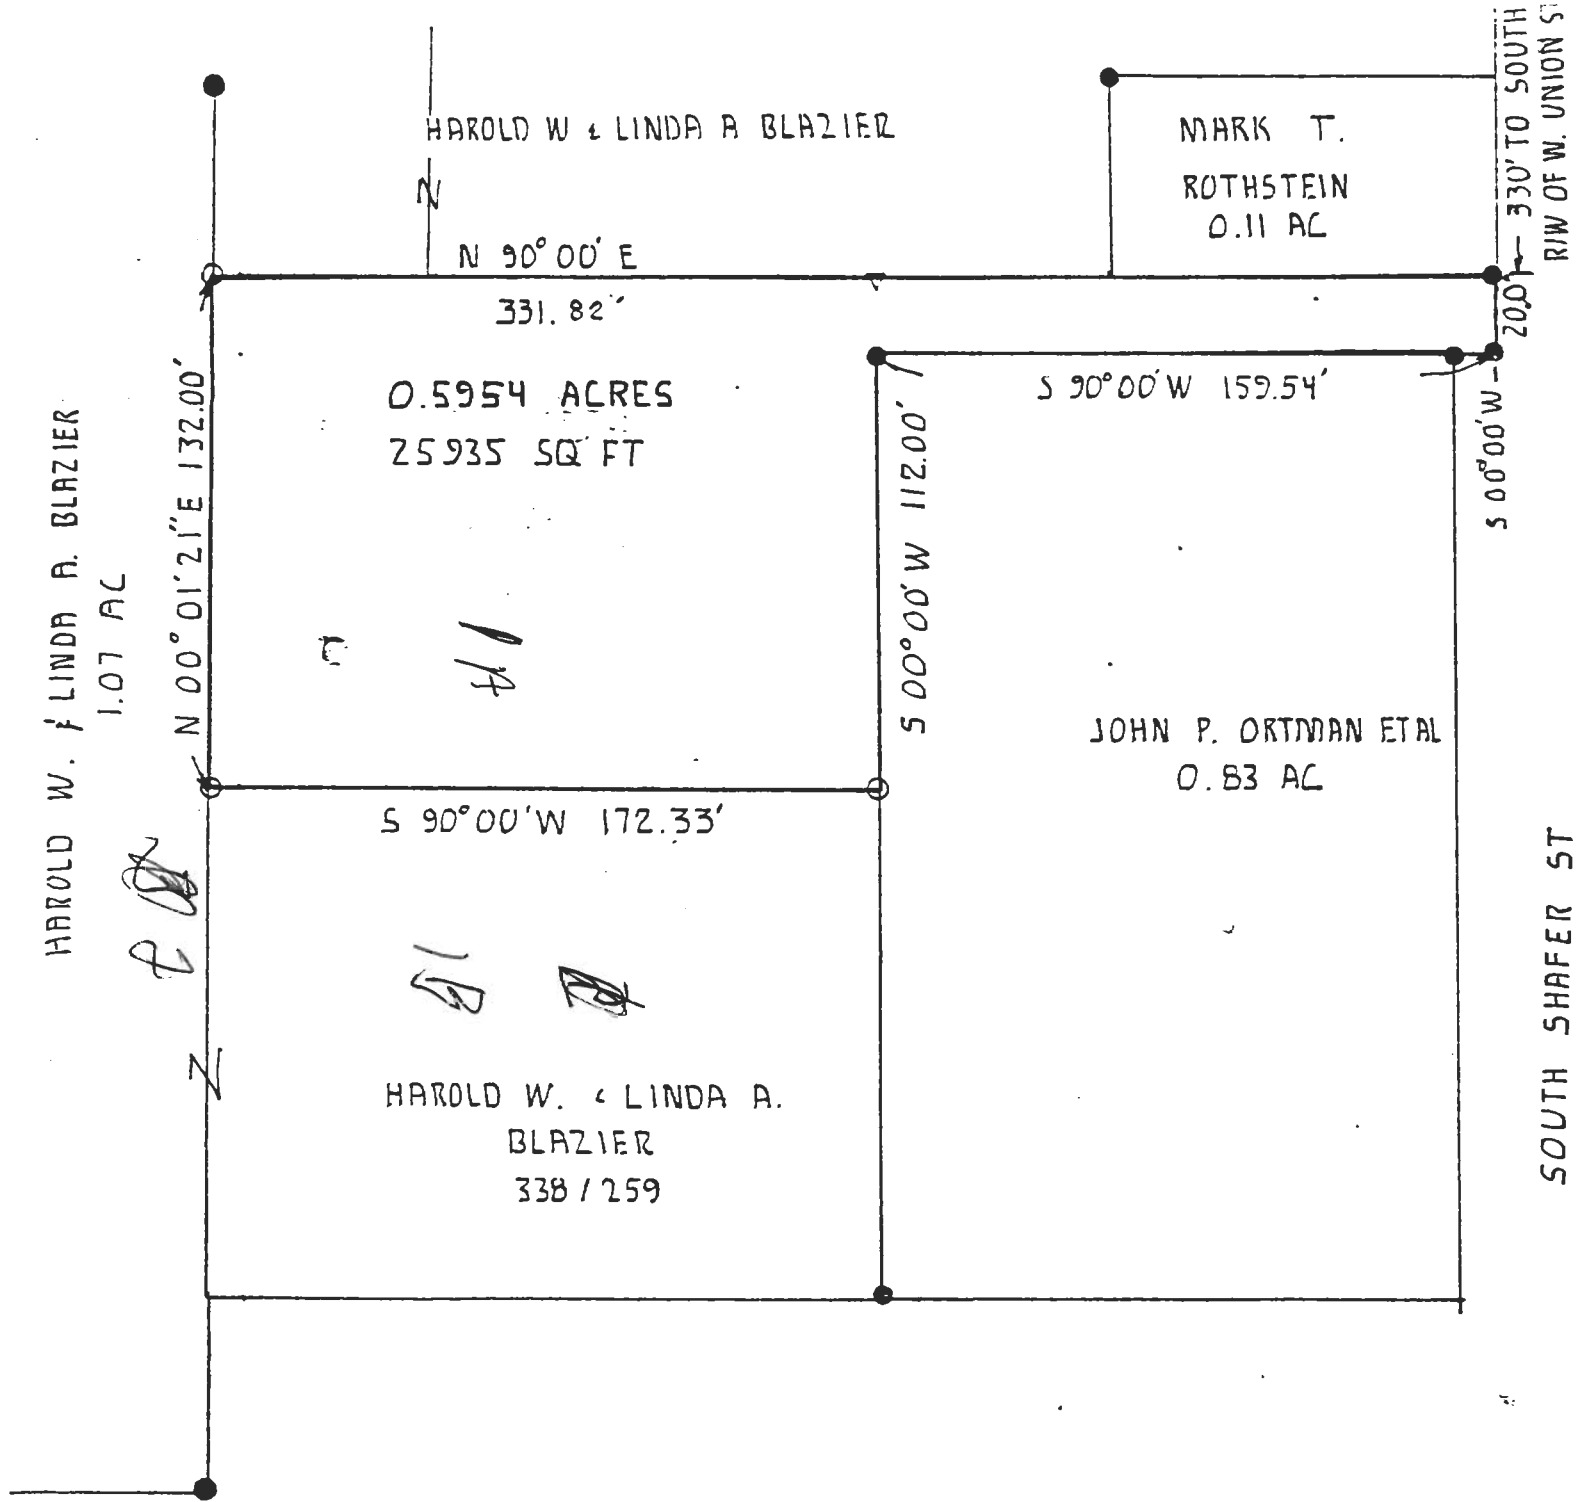 HAROLD W & LINDA A BLAZIER
MARK T.
ROTHSTEIN
0.11 AC
330' TO SOUTH
R/W OF W. UNION
N
N 90° 00' E
331.82'
20.0'
0.5954 ACRES
25935 SQ FT
S 90°00'W 159.54'
S 00°00'W
HAROLD W. & LINDA A. BLAZIER
1.07 AC
N 00° 01' 21" E 132.00'
S 00°00'W 112.00'
JOHN P. ORTMAN ETAL
0.83 AC
S 90°00'W 172.33'
HAROLD W. & LINDA A.
BLAZIER
338 / 259
Z
SOUTH SHAFER ST